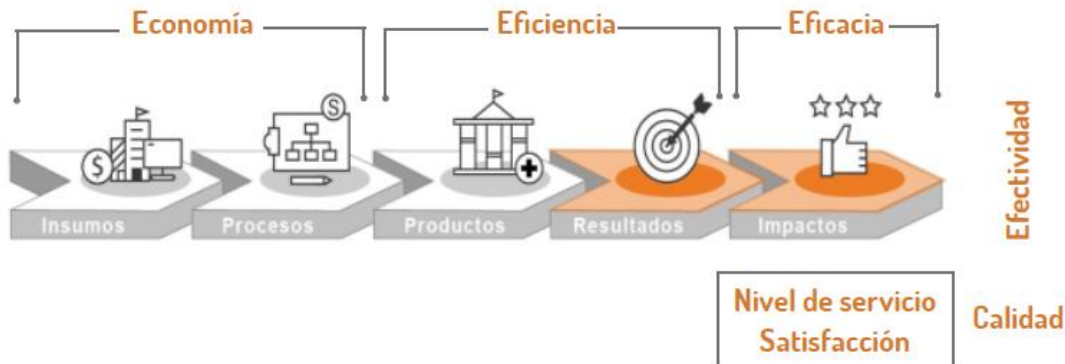 Economía
Eficiencia
Eficacia
$
S
Insumos
Procesos
Productos
Resultados
Impactos
Efectividad
Nivel de servicio
Satisfacción
Calidad